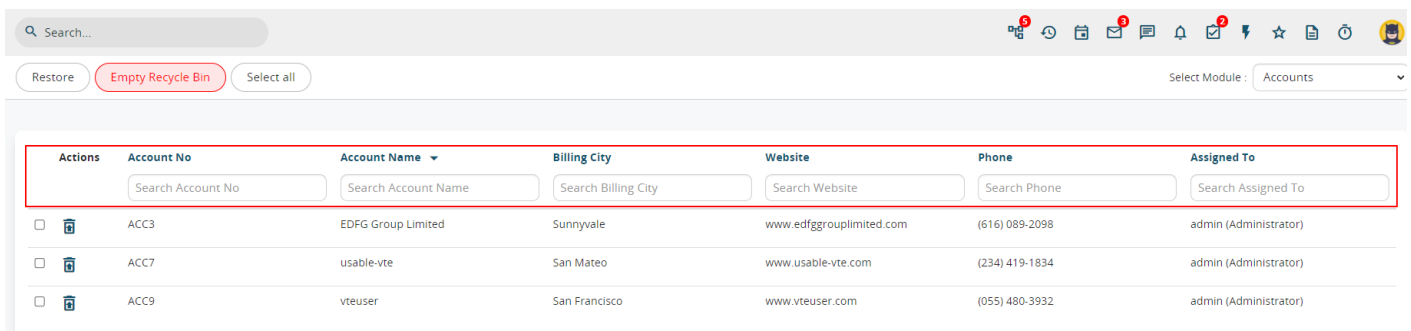 5 3 2
Search...
Restore Empty Recycle Bin Select all Select Module : Accounts
Actions Account No Account Name Billing City Website Phone Assigned To
Search Account No Search Account Name Search Billing City Search Website Search Phone Search Assigned To
ACC3 EDFG Group Limited Sunnyvale www.edfggrouplimited.com (616) 089-2098 admin (Administrator)
ACC7 usable-vte San Mateo www.usable-vte.com (234) 419-1834 admin (Administrator)
ACC9 vteuser San Francisco www.vteuser.com (055) 480-3932 admin (Administrator)